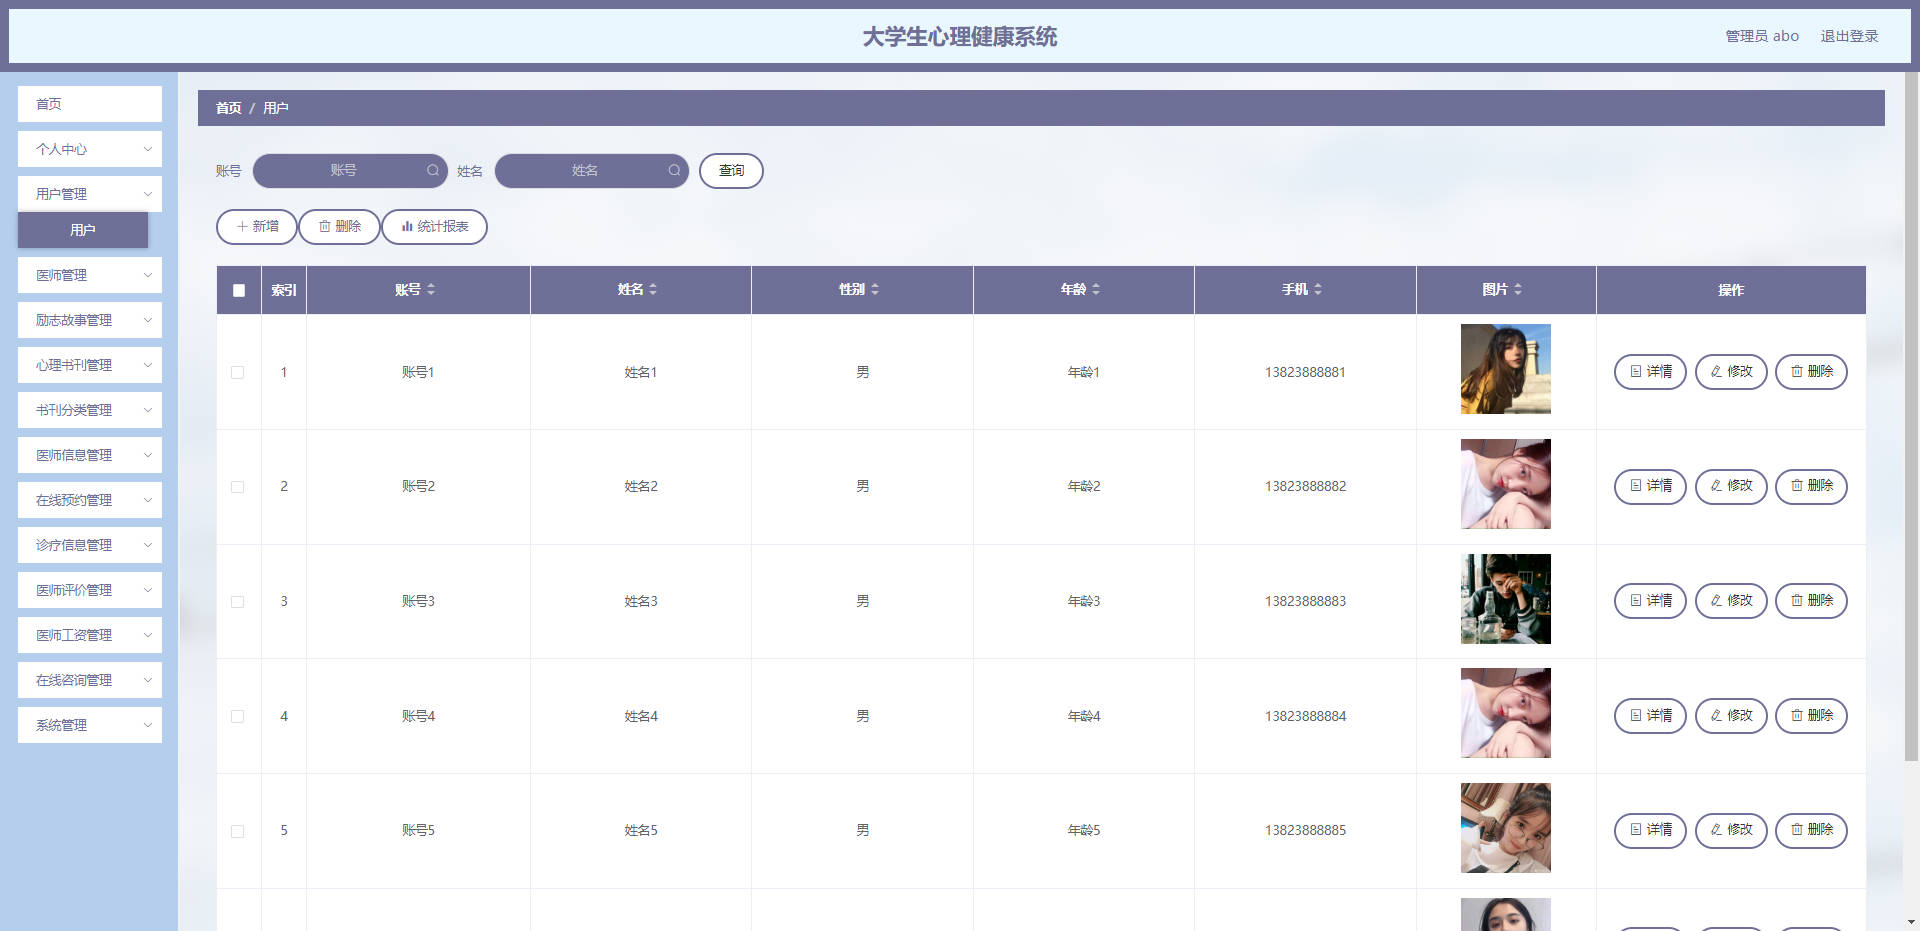 大学生心理健康系统
管理员 abo 退出登录
首页
个人中心
用户管理
用户
医师管理
励志故事管理
心理书刊管理
书刊分类管理
医师信息管理
在线预约管理
诊疗信息管理
医师评价管理
医师工资管理
在线咨询管理
系统管理
首页 / 用户
账号 账号 姓名 姓名 查询
新增 删除 统计报表
索引 账号 姓名 性别 年龄 手机 图片 操作
1 账号1 姓名1 男 年龄1 13823888881 详情 修改 删除
2 账号2 姓名2 男 年龄2 13823888882 详情 修改 删除
3 账号3 姓名3 男 年龄3 13823888883 详情 修改 删除
4 账号4 姓名4 男 年龄4 13823888884 详情 修改 删除
5 账号5 姓名5 男 年龄5 13823888885 详情 修改 删除